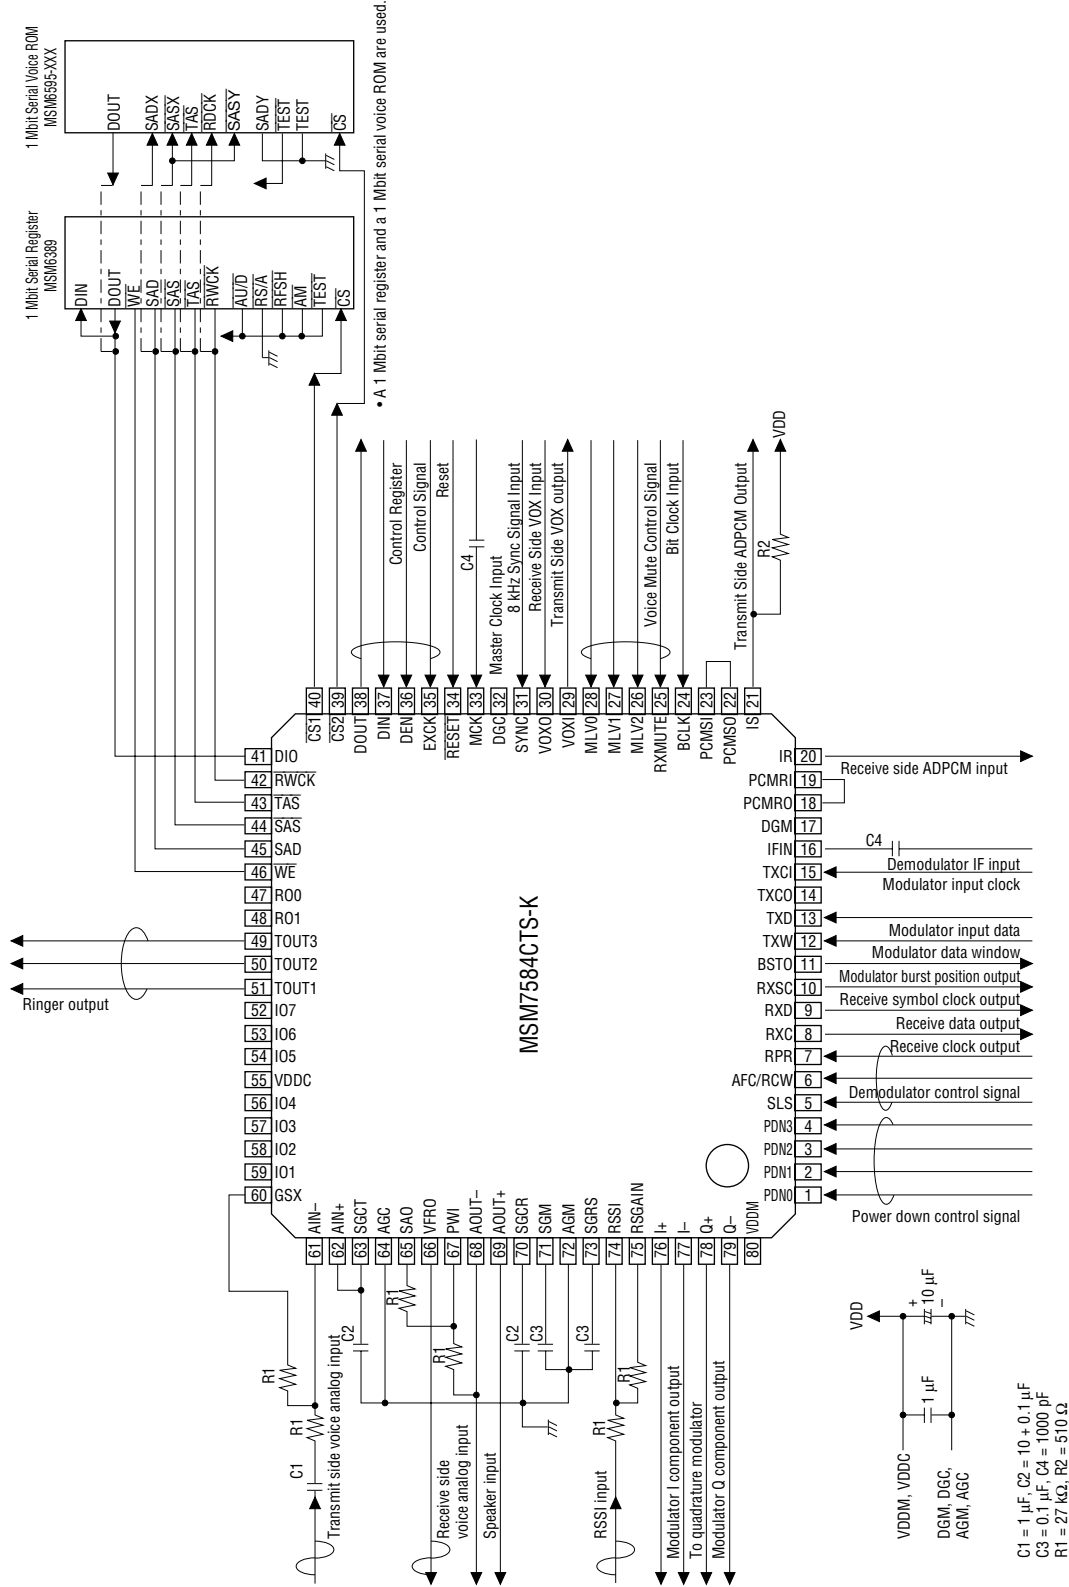 1 Mbit Serial Voice ROM
MSM6595-XXX
DOUT
SADX
SASX
TAS
RDCK
SASY
SADY
TEST
TEST
CS
1 Mbit Serial Register
MSM6389
DIN
DOUT
WE
SAD
SAS
TAS
RWCK
AU/D
RS/A
RFSH
AM
TEST
CS
• A 1 Mbit serial register and a 1 Mbit serial voice ROM are used.
Control Register
Control Signal
Reset
C4
Master Clock Input
8 kHz Sync Signal Input
Receive Side VOX Input
Transmit Side VOX output
Voice Mute Control Signal
Bit Clock Input
Transmit Side ADPCM Output
R2
VDD
40 CS1
39 CS2
38 DOUT
37 DIN
36 DEN
35 EXCK
34 RESET
33 MCK
32 DGC
31 SYNC
30 VOXO
29 VOXI
28 MLV0
27 MLV1
26 MLV2
25 RXMUTE
24 BCLK
23 PCMSI
22 PCMSO
21 IS
41 DIO
42 RWCK
43 TAS
44 SAS
45 SAD
46 WE
47 RO0
48 RO1
49 TOUT3
50 TOUT2
51 TOUT1
52 IO7
53 IO6
54 IO5
55 VDDC
56 IO4
57 IO3
58 IO2
59 IO1
60 GSX
Ringer output
MSM7584CTS-K
IR 20
PCMRI 19
PCMRO 18
DGM 17
IFIN 16
TXCI 15
TXCO 14
TXD 13
TXW 12
BSTO 11
RXSC 10
RXD 9
RXC 8
RPR 7
AFC/RCW 6
SLS 5
PDN3 4
PDN2 3
PDN1 2
PDN0 1
Receive side ADPCM input
C4
Demodulator IF input
Modulator input clock
Modulator input data
Modulator data window
Modulator burst position output
Receive symbol clock output
Receive data output
Receive clock output
Demodulator control signal
Power down control signal
61 AIN–
62 AIN+
63 SGCT
64 AGC
65 SAO
66 VFRO
67 PWI
68 AOUT–
69 AOUT+
70 SGCR
71 SGM
72 AGM
73 SGRS
74 RSSI
75 RSGAIN
76 I+
77 I–
78 Q+
79 Q–
80 VDDM
R1
R1
C1
C2
R1
R1
C2
C3
C3
R1
R1
Transmit side voice analog input
Receive side
voice analog input
Speaker input
RSSI input
Modulator I component output
To quadrature modulator
Modulator Q component output
VDD
+
–
10 µF
1 µF
VDDM, VDDC
DGM, DGC,
AGM, AGC
C1 = 1 µF, C2 = 10 + 0.1 µF
C3 = 0.1 µF, C4 = 1000 pF
R1 = 27 kΩ, R2 = 510 Ω